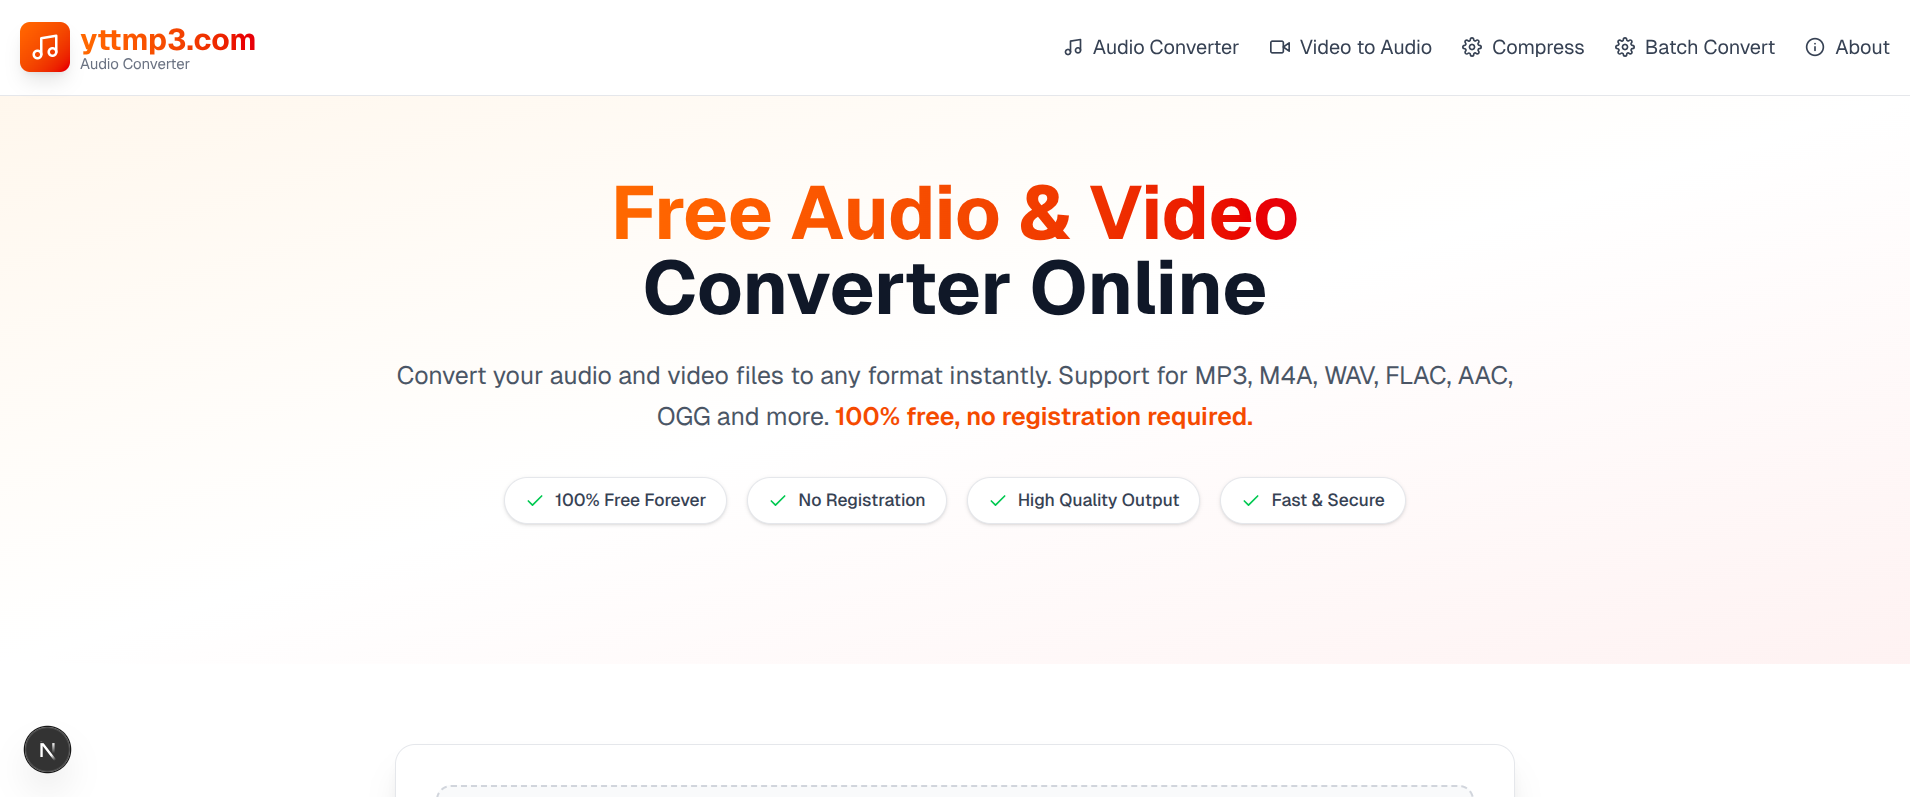 yttmp3.com
Audio Converter
Audio Converter
Video to Audio
Compress
Batch Convert
About
Free Audio & Video
Converter Online
Convert your audio and video files to any format instantly. Support for MP3, M4A, WAV, FLAC, AAC,
OGG and more. 100% free, no registration required.
100% Free Forever
No Registration
High Quality Output
Fast & Secure
N